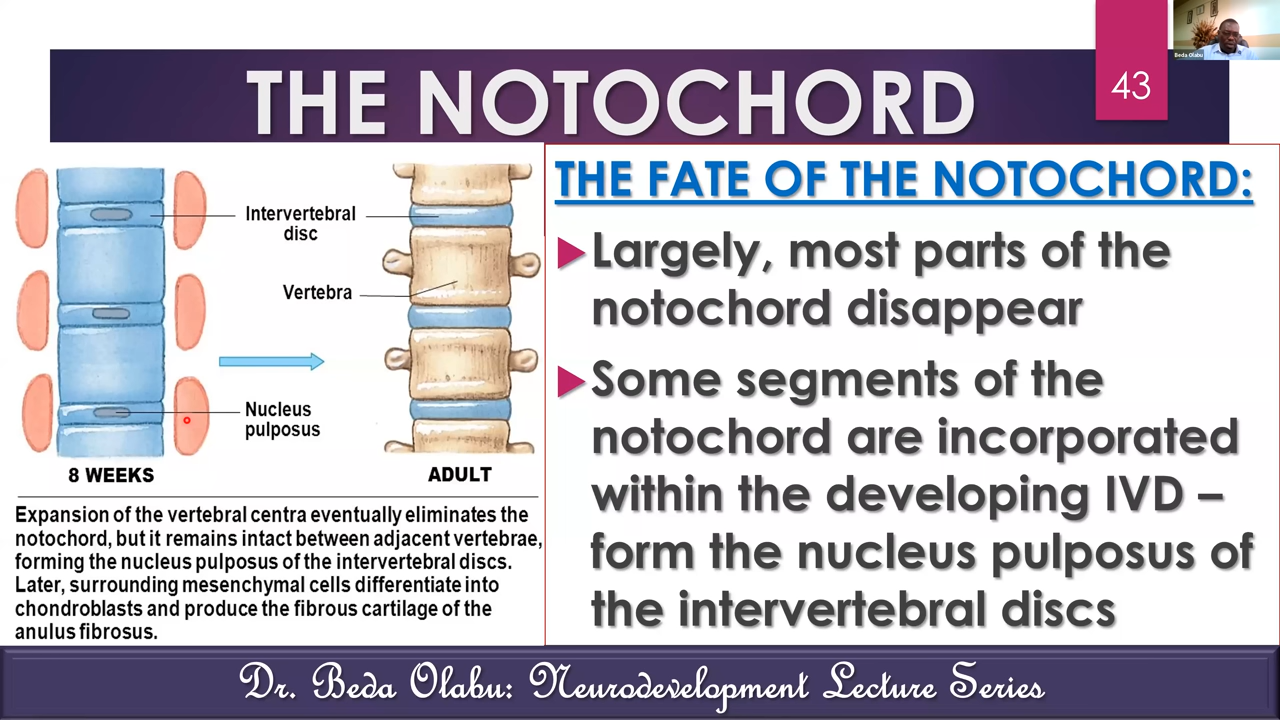 Beda Olabu
THE NOTOCHORD
43
Intervertebral
disc
Vertebra
Nucleus
pulposus
8 WEEKS
ADULT
Expansion of the vertebral centra eventually eliminates the
notochord, but it remains intact between adjacent vertebrae,
forming the nucleus pulposus of the intervertebral discs.
Later, surrounding mesenchymal cells differentiate into
chondroblasts and produce the fibrous cartilage of the
anulus fibrosus.
THE FATE OF THE NOTOCHORD:
Largely, most parts of the
notochord disappear
Some segments of the
notochord are incorporated
within the developing IVD –
form the nucleus pulposus of
the intervertebral discs
Dr. Beda Olabu: Neurodevelopment Lecture Series